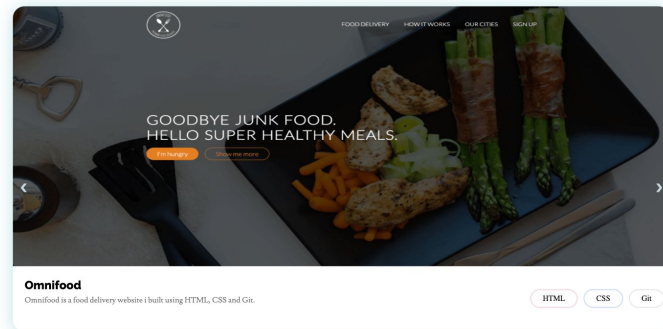 FOOD DELIVERY HOW IT WORKS OUR CITIES SIGN UP
GOODBYE JUNK FOOD.
HELLO SUPER HEALTHY MEALS.
I'm hungry Show me more
Omnifood
Omnifood is a food delivery website i built using HTML, CSS and Git.
HTML CSS Git